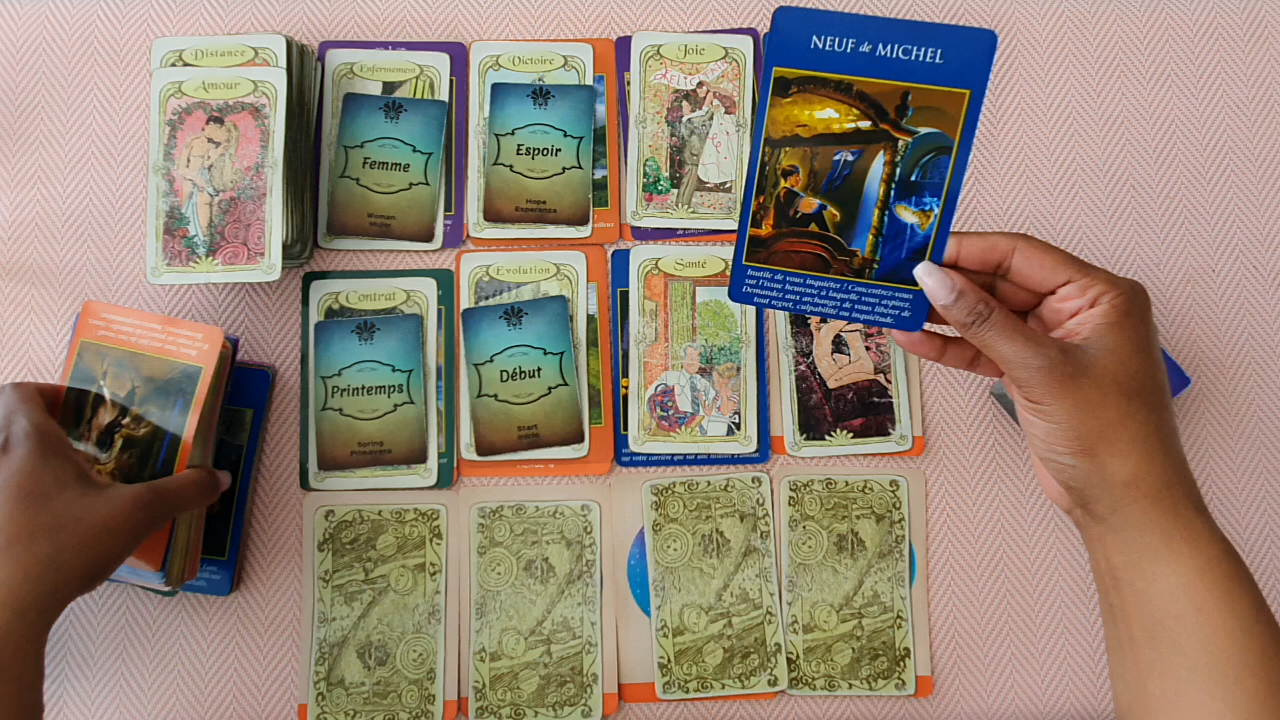 Distance
Amour
Enfermement
Femme
Woman
Mujer
Victoire
Espoir
Hope
Esperanza
Joie
NEUF de MICHEL
Inutile de vous inquiéter ! Concentrez-vous
sur l'issue heureuse à laquelle vous aspirez.
Demandez aux archanges de vous libérer de
tout regret, culpabilité ou inquiétude.
Contrat
Printemps
Spring
Primavera
Evolution
Début
Start
Inicio
Santé
votre carrière que sur une histoire d'amour.